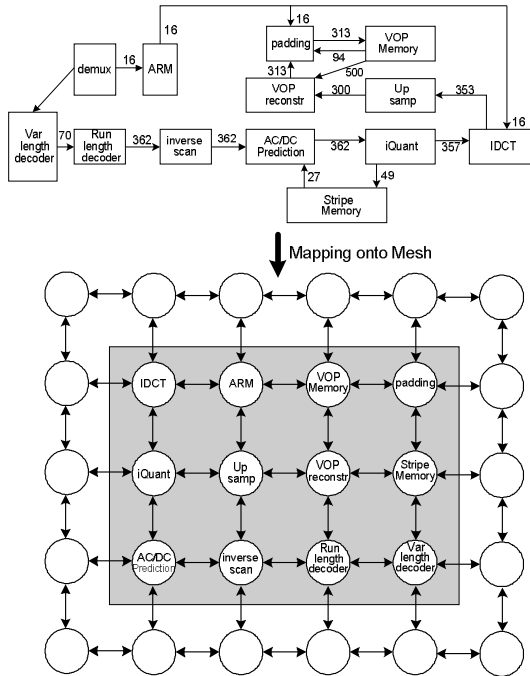 16
16
313
padding
VOP
Memory
94
demux
16
ARM
313
500
VOP
reconstr
300
Up
samp
353
Var
length
decoder
70
Run
length
decoder
362
inverse
scan
362
AC/DC
Prediction
362
iQuant
357
IDCT
16
27
49
Stripe
Memory
Mapping onto Mesh
IDCT
ARM
VOP
Memory
padding
iQuant
Up
samp
VOP
reconstr
Stripe
Memory
AC/DC
Prediction
inverse
scan
Run
length
decoder
Var
length
decoder